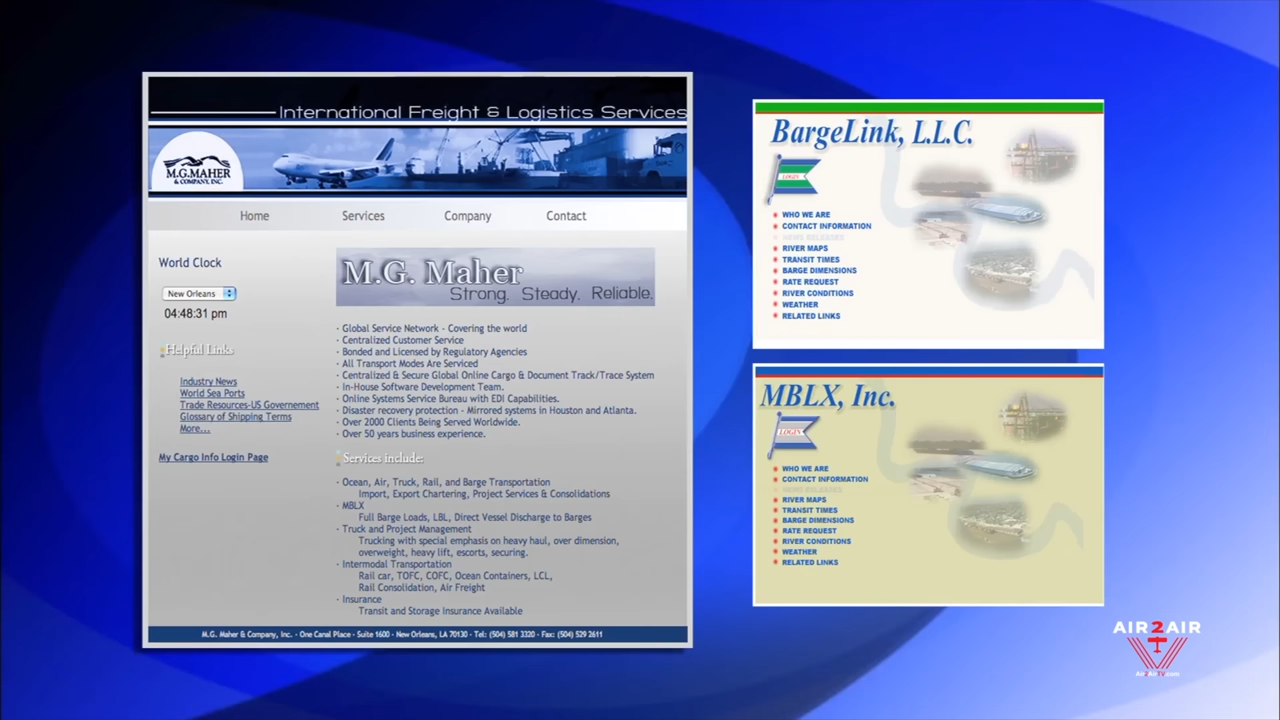 International Freight & Logistics Services
M.G.MAHER
& COMPANY, INC.
Home Services Company Contact
World Clock
New Orleans
04:48:31 pm
Helpful Links
Industry News
World Sea Ports
Trade Resources-US Governement
Glossary of Shipping Terms
More...
My Cargo Info Login Page
M.G. Maher
Strong. Steady. Reliable.
- Global Service Network - Covering the world
- Centralized Customer Service
- Bonded and Licensed by Regulatory Agencies
- All Transport Modes Are Serviced
- Centralized & Secure Global Online Cargo & Document Track/Trace System
- In-House Software Development Team.
- Online Systems Service Bureau with EDI Capabilities.
- Disaster recovery protection - Mirrored systems in Houston and Atlanta.
- Over 2000 Clients Being Served Worldwide.
- Over 50 years business experience.
Services include:
- Ocean, Air, Truck, Rail, and Barge Transportation
Import, Export Chartering, Project Services & Consolidations
- MBLX
Full Barge Loads, LBL, Direct Vessel Discharge to Barges
- Truck and Project Management
Trucking with special emphasis on heavy haul, over dimension,
overweight, heavy lift, escorts, securing.
- Intermodal Transportation
Rail car, TOFC, COFC, Ocean Containers, LCL,
Rail Consolidation, Air Freight
- Insurance
Transit and Storage Insurance Available
M.G. Maher & Company, Inc. - One Canal Place - Suite 1600 - New Orleans, LA 70130 - Tel: (504) 581 3320 - Fax: (504) 529 2611
BargeLink, L.L.C.
LOGIN
WHO WE ARE
CONTACT INFORMATION
NEWS RELEASES
RIVER MAPS
TRANSIT TIMES
BARGE DIMENSIONS
RATE REQUEST
RIVER CONDITIONS
WEATHER
RELATED LINKS
MBLX, Inc.
LOGIN
WHO WE ARE
CONTACT INFORMATION
NEWS RELEASES
RIVER MAPS
TRANSIT TIMES
BARGE DIMENSIONS
RATE REQUEST
RIVER CONDITIONS
WEATHER
RELATED LINKS
AIR2AIR
Air2AirTV.com